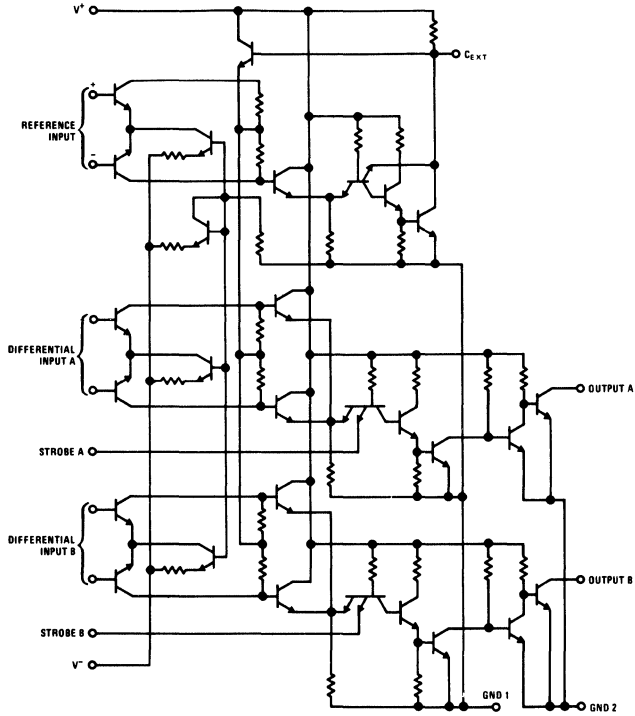 V+
CEXT
+
REFERENCE
INPUT
−
DIFFERENTIAL
INPUT A
OUTPUT A
STROBE A
DIFFERENTIAL
INPUT B
OUTPUT B
STROBE B
V−
GND 1
GND 2